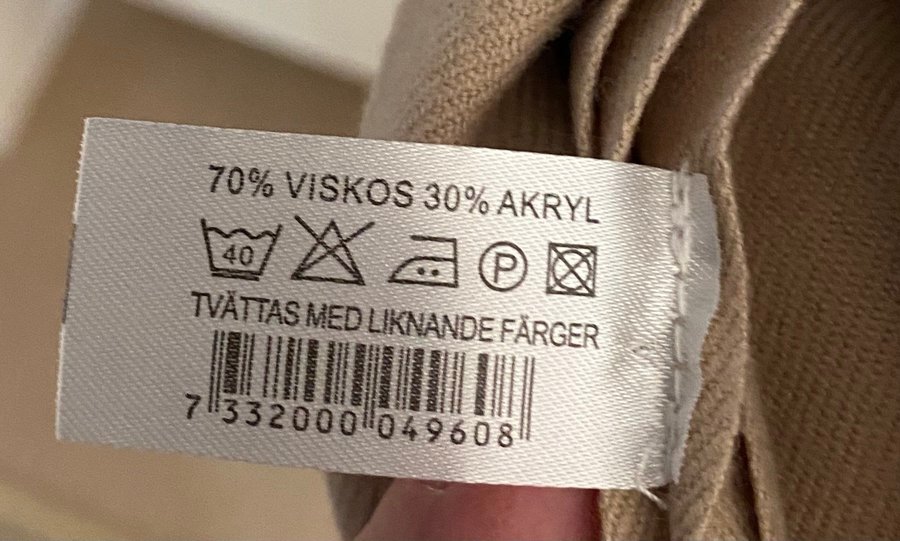 70% VISKOS 30% AKRYL
40 P
TVÄTTAS MED LIKNANDE FÄRGER
7 332000 049608